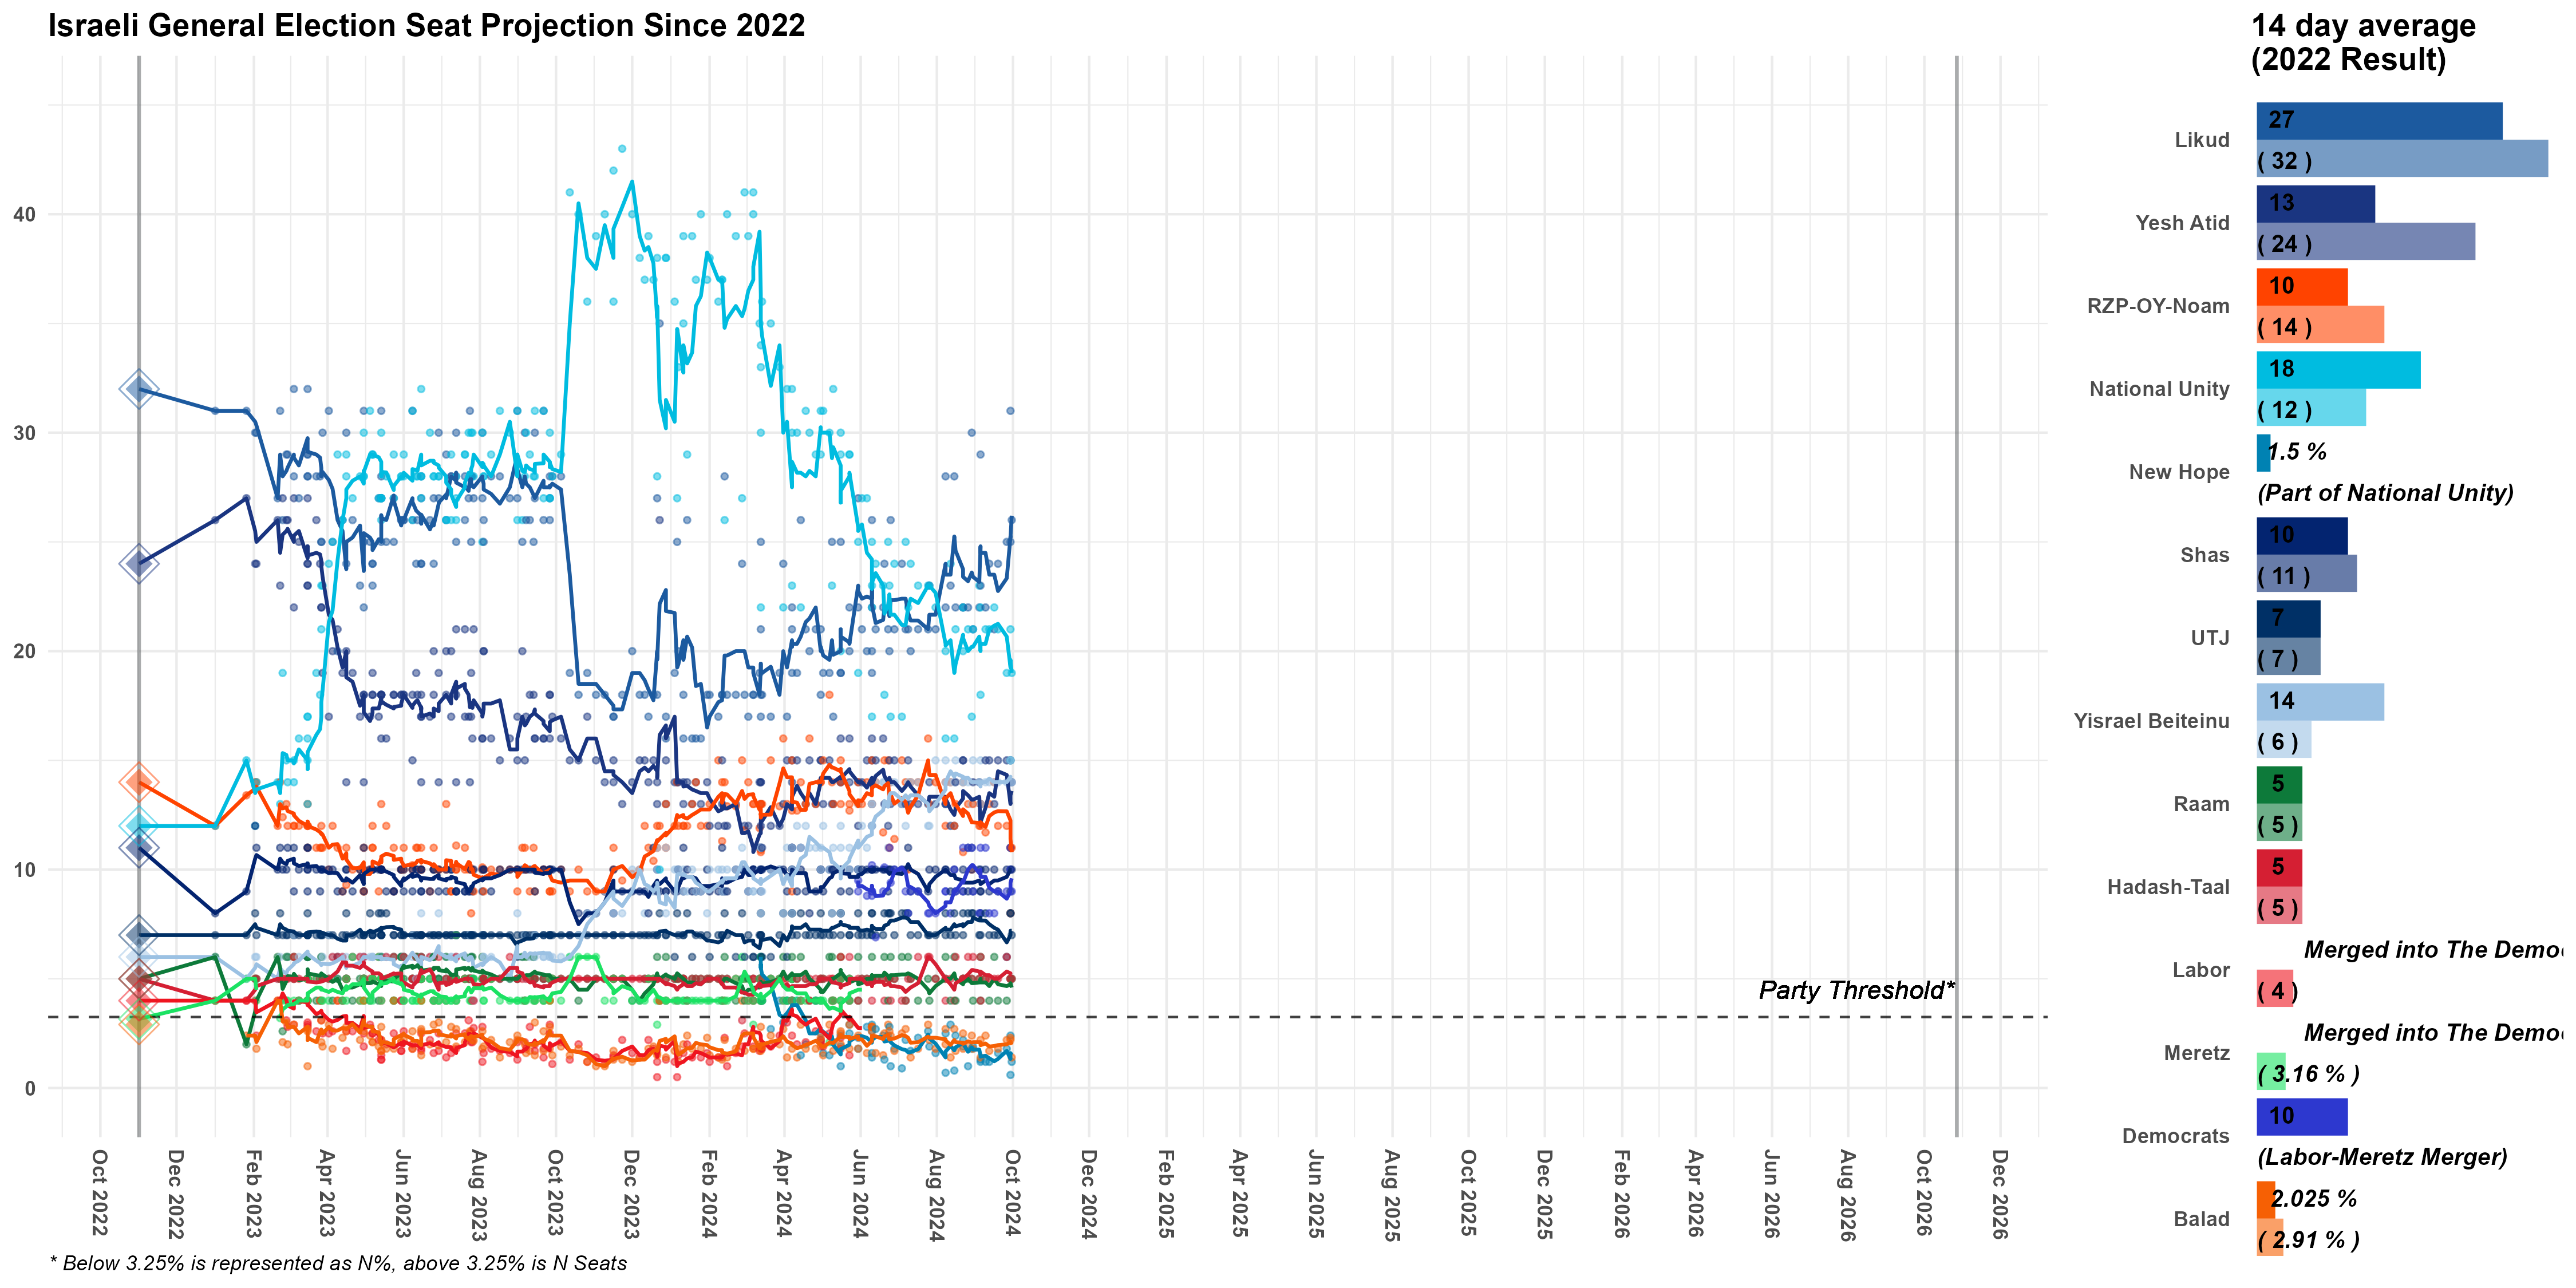 Israeli General Election Seat Projection Since 2022
14 day average
(2022 Result)
40
30
20
10
0
Party Threshold*
Oct 2022
Dec 2022
Feb 2023
Apr 2023
Jun 2023
Aug 2023
Oct 2023
Dec 2023
Feb 2024
Apr 2024
Jun 2024
Aug 2024
Oct 2024
Dec 2024
Feb 2025
Apr 2025
Jun 2025
Aug 2025
Oct 2025
Dec 2025
Feb 2026
Apr 2026
Jun 2026
Aug 2026
Oct 2026
Dec 2026
* Below 3.25% is represented as N%, above 3.25% is N Seats
Likud
27
( 32 )
Yesh Atid
13
( 24 )
RZP-OY-Noam
10
( 14 )
National Unity
18
( 12 )
New Hope
1.5 %
(Part of National Unity)
Shas
10
( 11 )
UTJ
7
( 7 )
Yisrael Beiteinu
14
( 6 )
Raam
5
( 5 )
Hadash-Taal
5
( 5 )
Labor
Merged into The Demo
( 4 )
Meretz
Merged into The Demo
( 3.16 % )
Democrats
10
(Labor-Meretz Merger)
Balad
2.025 %
( 2.91 % )